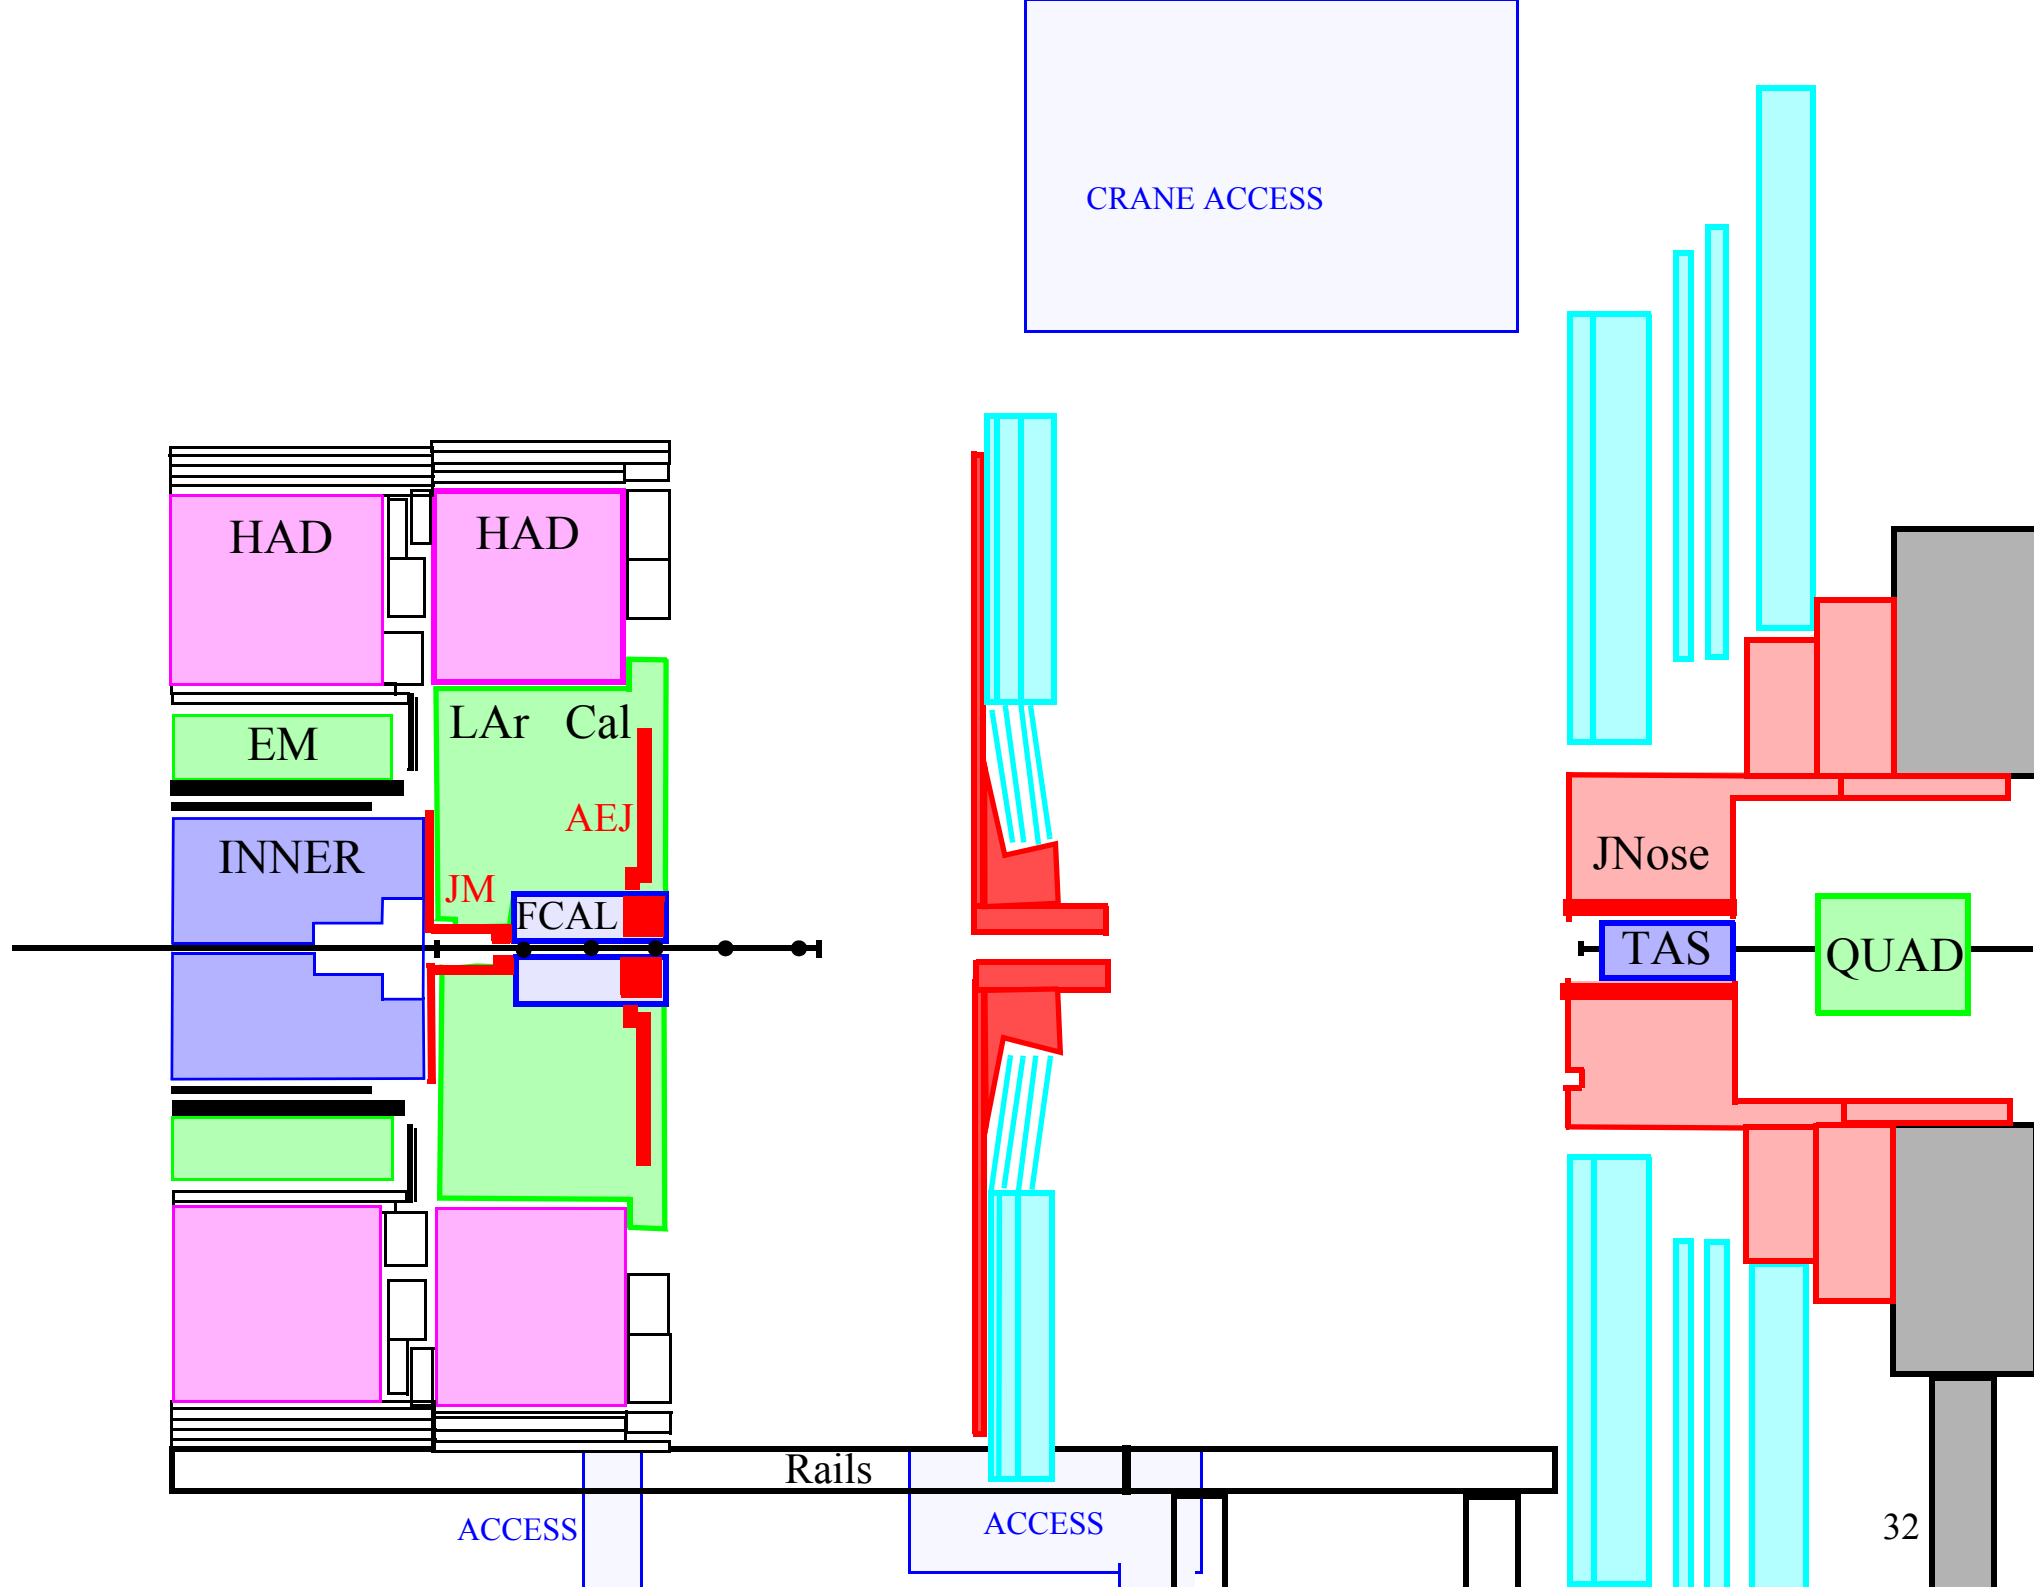 CRANE ACCESS
HAD
HAD
LAr Cal
EM
AEJ
INNER
JNose
JM
FCAL
TAS
QUAD
Rails
ACCESS
ACCESS
32